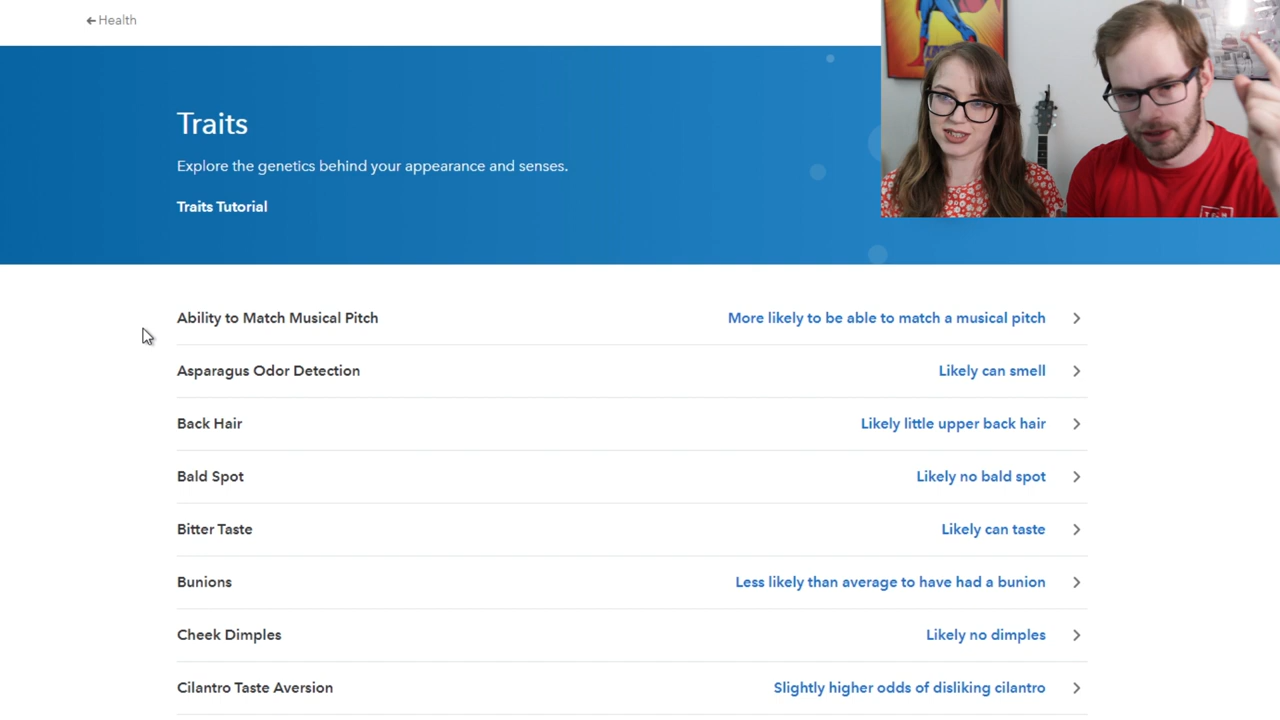 Health
Traits
Explore the genetics behind your appearance and senses.
Traits Tutorial
Ability to Match Musical Pitch
More likely to be able to match a musical pitch
Asparagus Odor Detection
Likely can smell
Back Hair
Likely little upper back hair
Bald Spot
Likely no bald spot
Bitter Taste
Likely can taste
Bunions
Less likely than average to have had a bunion
Cheek Dimples
Likely no dimples
Cilantro Taste Aversion
Slightly higher odds of disliking cilantro